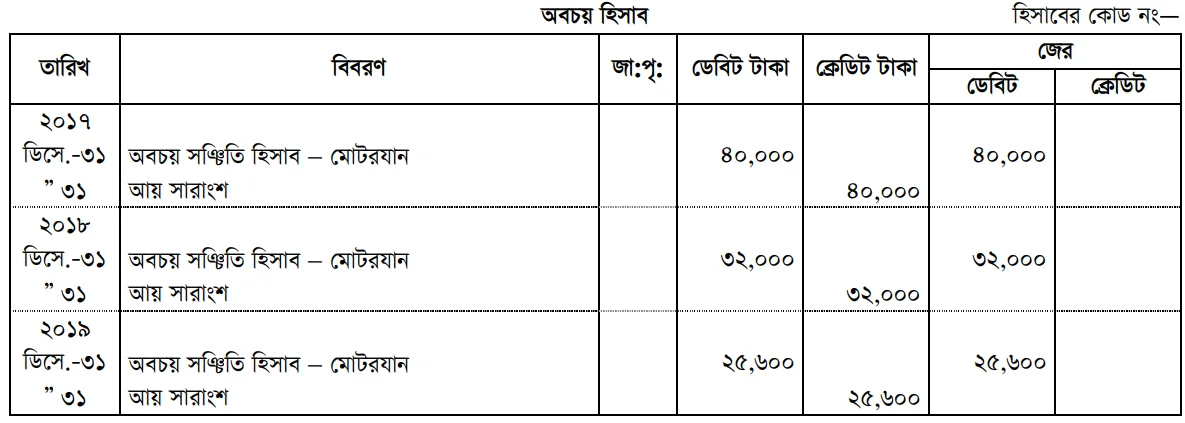 অবচয় হিসাব হিসাবের কোড নং—
তারিখ বিবরণ জা:পৃ: ডেবিট টাকা ক্রেডিট টাকা জের
ডেবিট ক্রেডিট
২০১৭
ডিসে.-৩১ অবচয় সঞ্চিতি হিসাব – মোটরযান ৪০,০০০ ৪০,০০০
” ৩১ আয় সারাংশ ৪০,০০০
২০১৮
ডিসে.-৩১ অবচয় সঞ্চিতি হিসাব – মোটরযান ৩২,০০০ ৩২,০০০
” ৩১ আয় সারাংশ ৩২,০০০
২০১৯
ডিসে.-৩১ অবচয় সঞ্চিতি হিসাব – মোটরযান ২৫,৬০০ ২৫,৬০০
” ৩১ আয় সারাংশ ২৫,৬০০